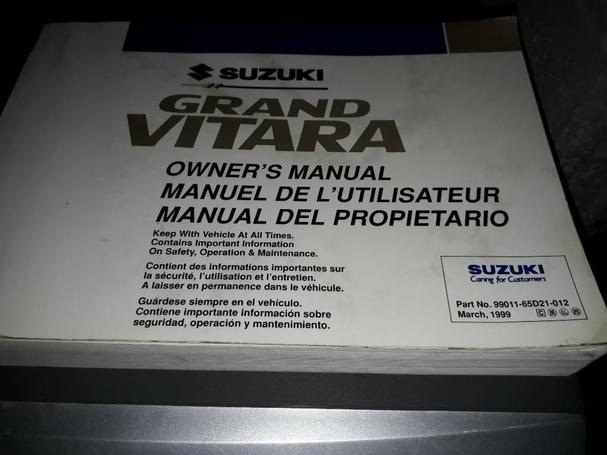 SUZUKI
GRAND
VITARA
OWNER'S MANUAL
MANUEL DE L'UTILISATEUR
MANUAL DEL PROPIETARIO
Keep With Vehicle At All Times.
Contains Important Information
On Safety, Operation & Maintenance.
Contient des informations importantes sur
la sécurité, l'utilisation et l'entretien.
A laisser en permanence dans le véhicule.
Guárdese siempre en el vehículo.
Contiene importante información sobre
seguridad, operación y mantenimiento.
SUZUKI
Caring for Customers
Part No. 99011-65D21-012
March, 1999